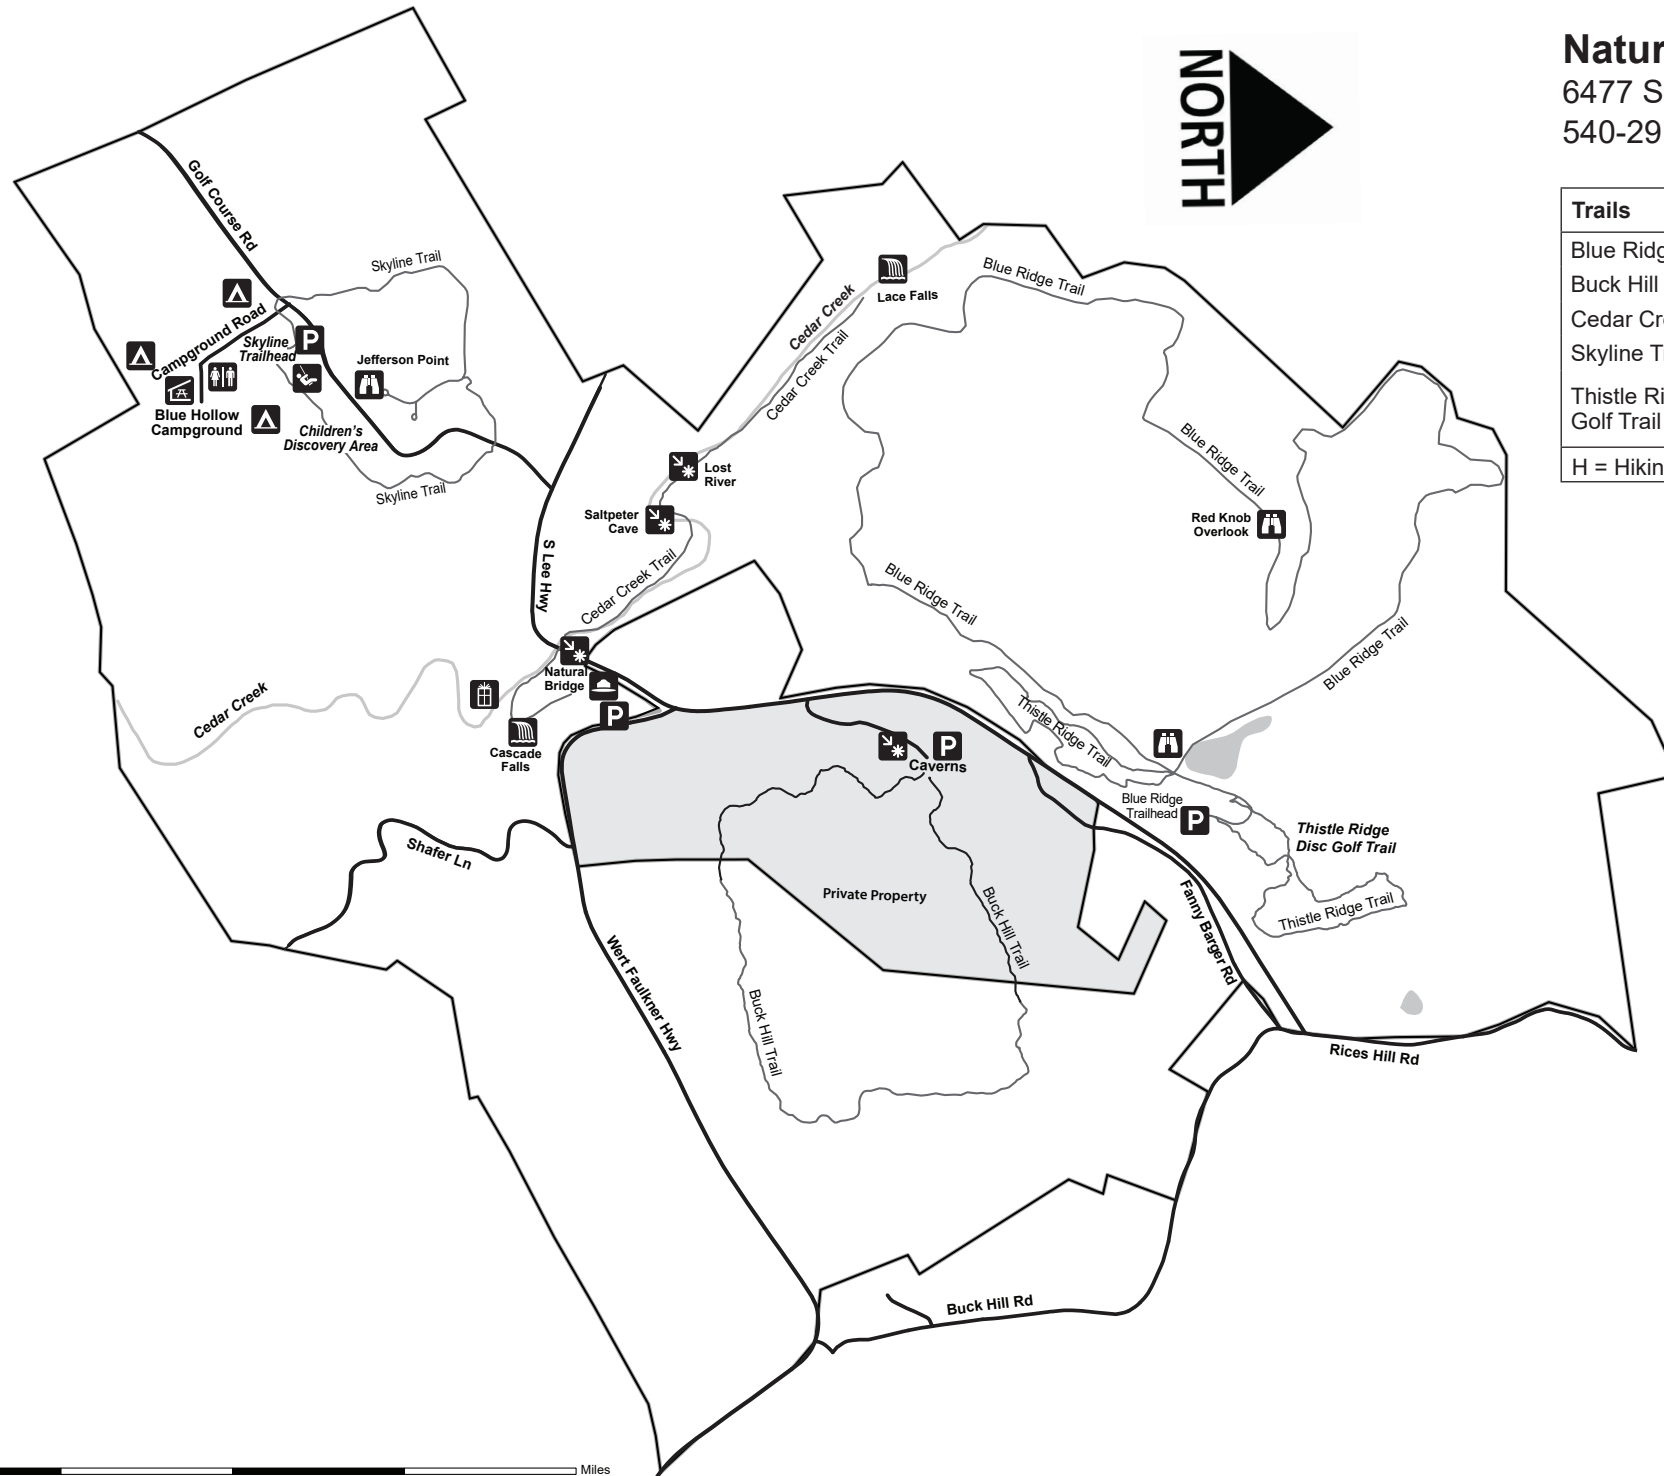 Natur
6477 S
540-29
NORTH
Trails
Blue Ridg
Buck Hill
Cedar Cr
Skyline T
Thistle Ri
Golf Trail
H = Hikin
Golf Course Rd
Skyline Trail
Campground Road
Skyline
Trailhead
P
Jefferson Point
Blue Hollow
Campground
Children's
Discovery Area
Skyline Trail
S Lee Hwy
Cedar Creek
Lace Falls
Cedar Creek Trail
Blue Ridge Trail
Lost
River
Saltpeter
Cave
Cedar Creek Trail
Blue Ridge Trail
Red Knob
Overlook
Blue Ridge Trail
Blue Ridge Trail
Natural
Bridge
P
Cedar Creek
Cascade
Falls
Thistle Ridge Trail
P
Caverns
Blue Ridge
Trailhead
P
Thistle Ridge
Disc Golf Trail
Shafer Ln
Private Property
Buck Hill Trail
Fanny Barger Rd
Thistle Ridge Trail
Wert Faulkner Hwy
Buck Hill Trail
Rices Hill Rd
Buck Hill Rd
Miles